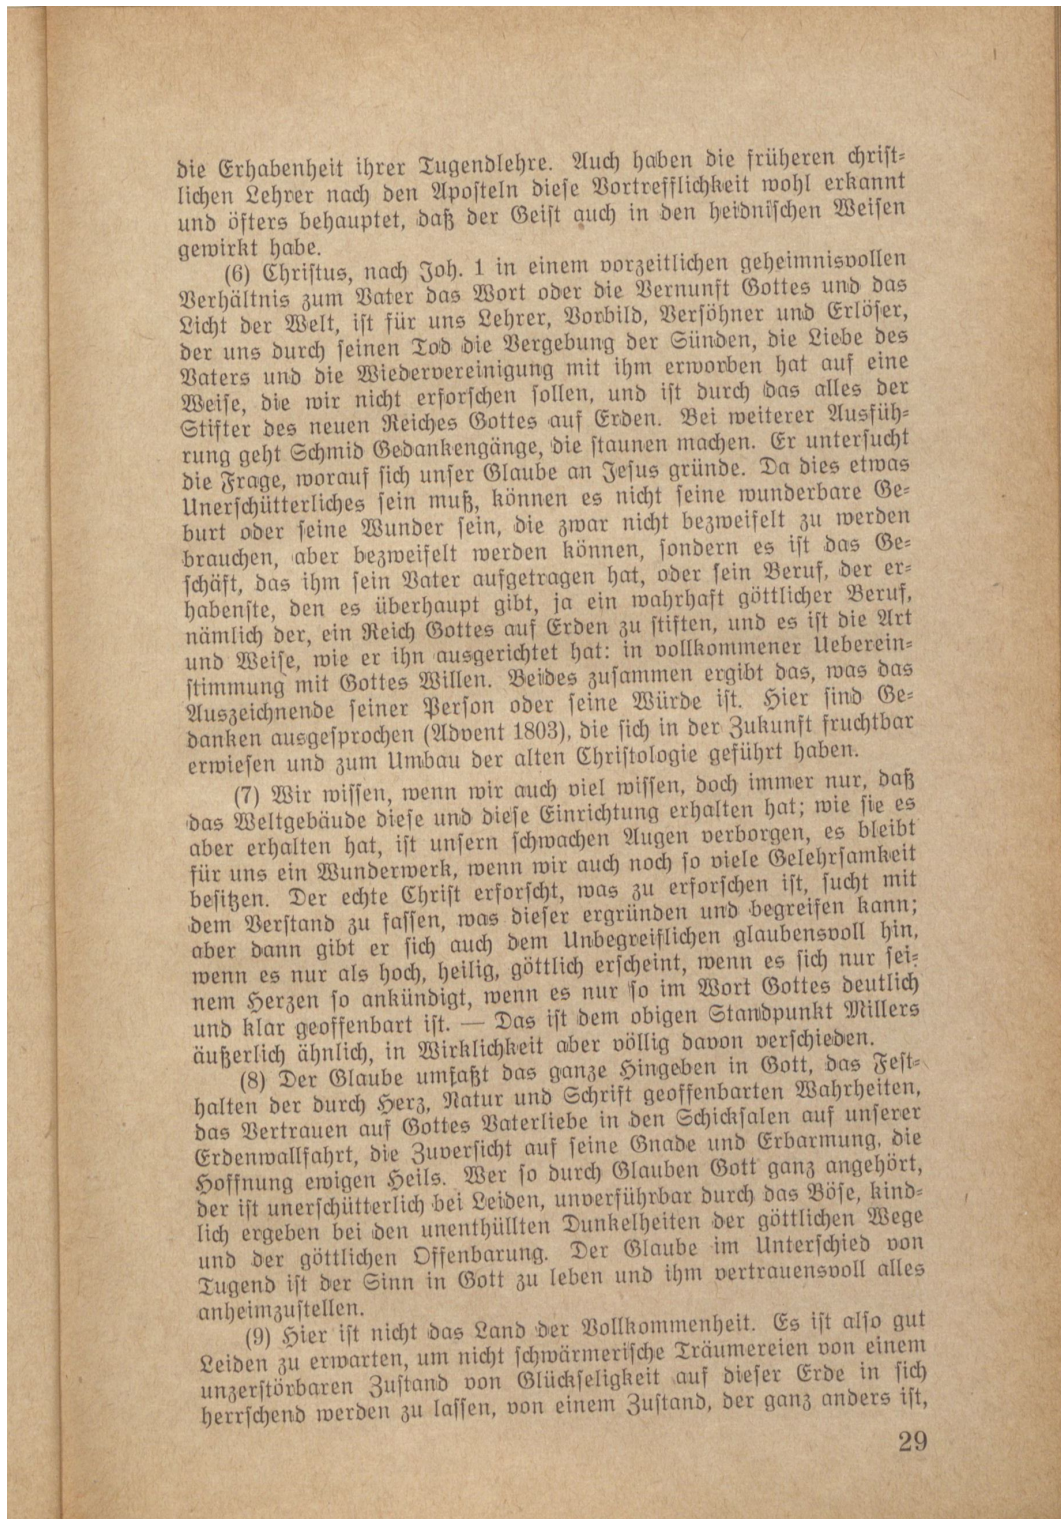 die Erhabenheit ihrer Tugendlehre. Auch haben die früheren christ-
lichen Lehrer nach den Aposteln diese Vortrefflichkeit wohl erkannt
und öfters behauptet, daß der Geist auch in den heidnischen Weisen
gewirkt habe.
(6) Christus, nach Joh. 1 in einem vorzeitlichen geheimnisvollen
Verhältnis zum Vater das Wort oder die Vernunft Gottes und das
Licht der Welt, ist für uns Lehrer, Vorbild, Versöhner und Erlöser,
der uns durch seinen Tod die Vergebung der Sünden, die Liebe des
Vaters und die Wiedervereinigung mit ihm erworben hat auf eine
Weise, die wir nicht erforschen sollen, und ist durch das alles der
Stifter des neuen Reiches Gottes auf Erden. Bei weiterer Ausfüh-
rung geht Schmid Gedankengänge, die staunen machen. Er untersucht
die Frage, worauf sich unser Glaube an Jesus gründe. Da dies etwas
Unerschütterliches sein muß, können es nicht seine wunderbare Ge-
burt oder seine Wunder sein, die zwar nicht bezweifelt zu werden
brauchen, aber bezweifelt werden können, sondern es ist das Ge-
schäft, das ihm sein Vater aufgetragen hat, oder sein Beruf, der er-
habenste, den es überhaupt gibt, ja ein wahrhaft göttlicher Beruf,
nämlich der, ein Reich Gottes auf Erden zu stiften, und es ist die Art
und Weise, wie er ihn ausgerichtet hat: in vollkommener Ueberein-
stimmung mit Gottes Willen. Beides zusammen ergibt das, was das
Auszeichnende seiner Person oder seine Würde ist. Hier sind Ge-
danken ausgesprochen (Advent 1803), die sich in der Zukunft fruchtbar
erwiesen und zum Umbau der alten Christologie geführt haben.
(7) Wir wissen, wenn wir auch viel wissen, doch immer nur, daß
das Weltgebäude diese und diese Einrichtung erhalten hat; wie sie es
aber erhalten hat, ist unsern schwachen Augen verborgen, es bleibt
für uns ein Wunderwerk, wenn wir auch noch so viele Gelehrsamkeit
besitzen. Der echte Christ erforscht, was zu erforschen ist, sucht mit
dem Verstand zu fassen, was dieser ergründen und begreifen kann;
aber dann gibt er sich auch dem Unbegreiflichen glaubensvoll hin,
wenn es nur als hoch, heilig, göttlich erscheint, wenn es sich nur sei-
nem Herzen so ankündigt, wenn es nur so im Wort Gottes deutlich
und klar geoffenbart ist. — Das ist dem obigen Standpunkt Millers
äußerlich ähnlich, in Wirklichkeit aber völlig davon verschieden.
(8) Der Glaube umfaßt das ganze Hingeben in Gott, das Fest-
halten der durch Herz, Natur und Schrift geoffenbarten Wahrheiten,
das Vertrauen auf Gottes Vaterliebe in den Schicksalen auf unserer
Erdenwallfahrt, die Zuversicht auf seine Gnade und Erbarmung, die
Hoffnung ewigen Heils. Wer so durch Glauben Gott ganz angehört,
der ist unerschütterlich bei Leiden, unverführbar durch das Böse, kind-
lich ergeben bei den unenthüllten Dunkelheiten der göttlichen Wege
und der göttlichen Offenbarung. Der Glaube im Unterschied von
Tugend ist der Sinn in Gott zu leben und ihm vertrauensvoll alles
anheimzustellen.
(9) Hier ist nicht das Land der Vollkommenheit. Es ist also gut
Leiden zu erwarten, um nicht schwärmerische Träumereien von einem
unzerstörbaren Zustand von Glückseligkeit auf dieser Erde in sich
herrschend werden zu lassen, von einem Zustand, der ganz anders ist,
29